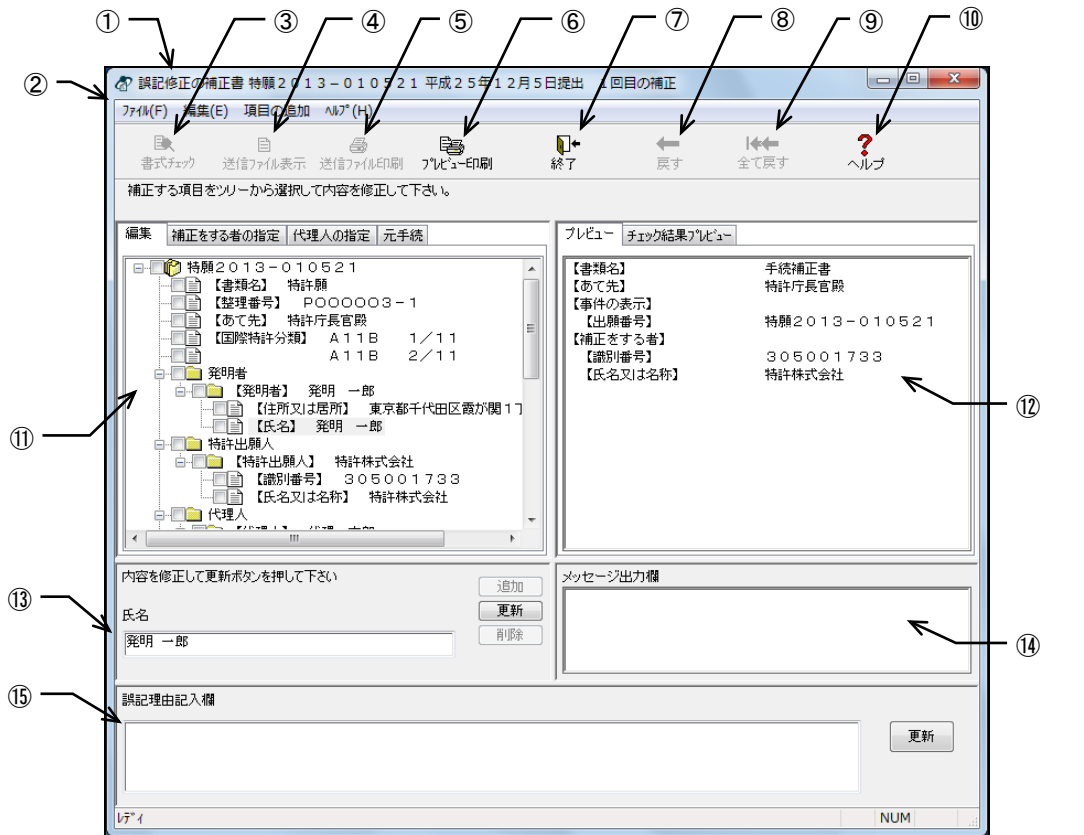 ① ③ ④ ⑤ ⑥ ⑦ ⑧ ⑨ ⑩
②
誤記修正の補正書 特願２０１３－０１０５２１ 平成２５年１２月５日提出 １回目の補正
ﾌｧｲﾙ(F) 編集(E) 項目の追加 ﾍﾙﾌﾟ(H)
書式ﾁｪｯｸ 送信ﾌｧｲﾙ表示 送信ﾌｧｲﾙ印刷 ﾌﾟﾚﾋﾞｭｰ印刷 終了 戻す 全て戻す ヘルプ
補正する項目をツリーから選択して内容を修正して下さい。
編集 補正をする者の指定 代理人の指定 元手続
特願２０１３－０１０５２１
【書類名】 特許願
【整理番号】 Ｐ００００００３－１
【あて先】 特許庁長官殿
【国際特許分類】 Ａ１１Ｂ １／１１
Ａ１１Ｂ ２／１１
発明者
【発明者】 発明 一郎
【住所又は居所】 東京都千代田区霞が関１丁
【氏名】 発明 一郎
特許出願人
【特許出願人】 特許株式会社
【識別番号】 ３０５００１７３３
【氏名又は名称】 特許株式会社
代理人
⑪
プレビュー チェック結果プレビュー
【書類名】 手続補正書
【あて先】 特許庁長官殿
【事件の表示】
【出願番号】 特願２０１３－０１０５２１
【補正をする者】
【識別番号】 ３０５００１７３３
【氏名又は名称】 特許株式会社
⑫
⑬
内容を修正して更新ボタンを押して下さい
追加
更新
削除
氏名
発明 一郎
メッセージ出力欄
⑭
⑮
誤記理由記入欄
更新
ﾚﾃﾞｨ NUM